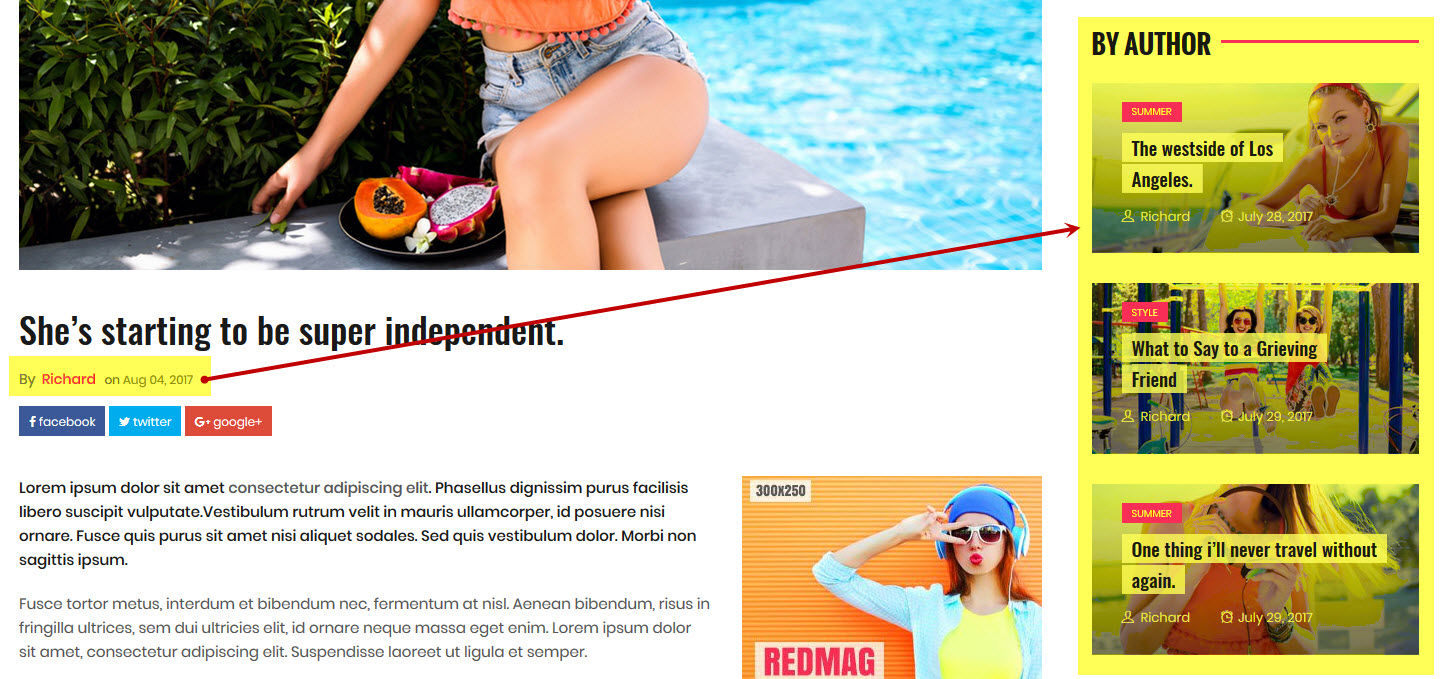 She's starting to be super independent.
By Richard on Aug 04, 2017
facebook twitter google+
Lorem ipsum dolor sit amet consectetur adipiscing elit. Phasellus dignissim purus facilisis
libero suscipit vulputate.Vestibulum rutrum velit in mauris ullamcorper, id posuere nisi
ornare. Fusce quis purus sit amet nisi aliquet sodales. Sed quis vestibulum dolor. Morbi non
sagittis ipsum.
Fusce tortor metus, interdum et bibendum nec, fermentum at nisl. Aenean bibendum, risus in
fringilla ultrices, sem dui ultricies elit, id ornare neque massa eget enim. Lorem ipsum dolor
sit amet, consectetur adipiscing elit. Suspendisse laoreet ut ligula et semper.
300X250
REDMAG
BY AUTHOR
SUMMER
The westside of Los
Angeles.
Richard July 28, 2017
STYLE
What to Say to a Grieving
Friend
Richard July 29, 2017
SUMMER
One thing i'll never travel without
again.
Richard July 29, 2017